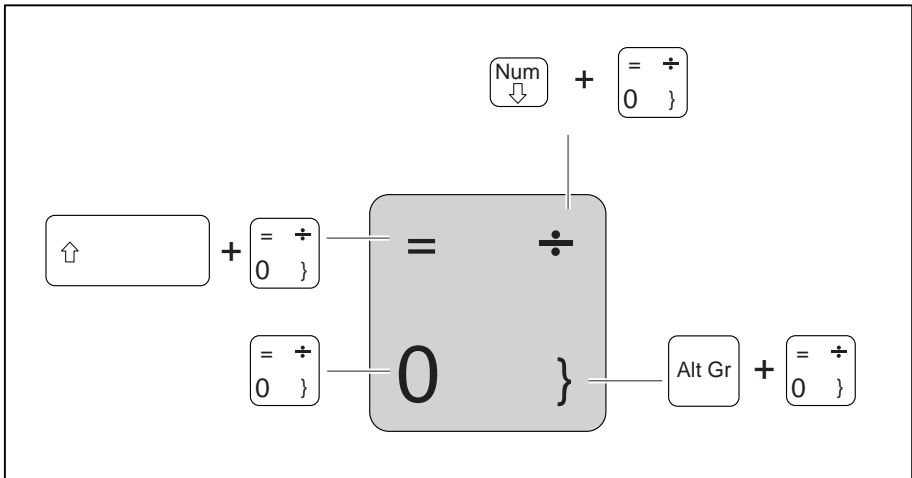 Num
⇩ + = ÷
0 }
⇧ + = ÷
0 }
= ÷
0 }
= ÷
0 }
Alt Gr + = ÷
0 }